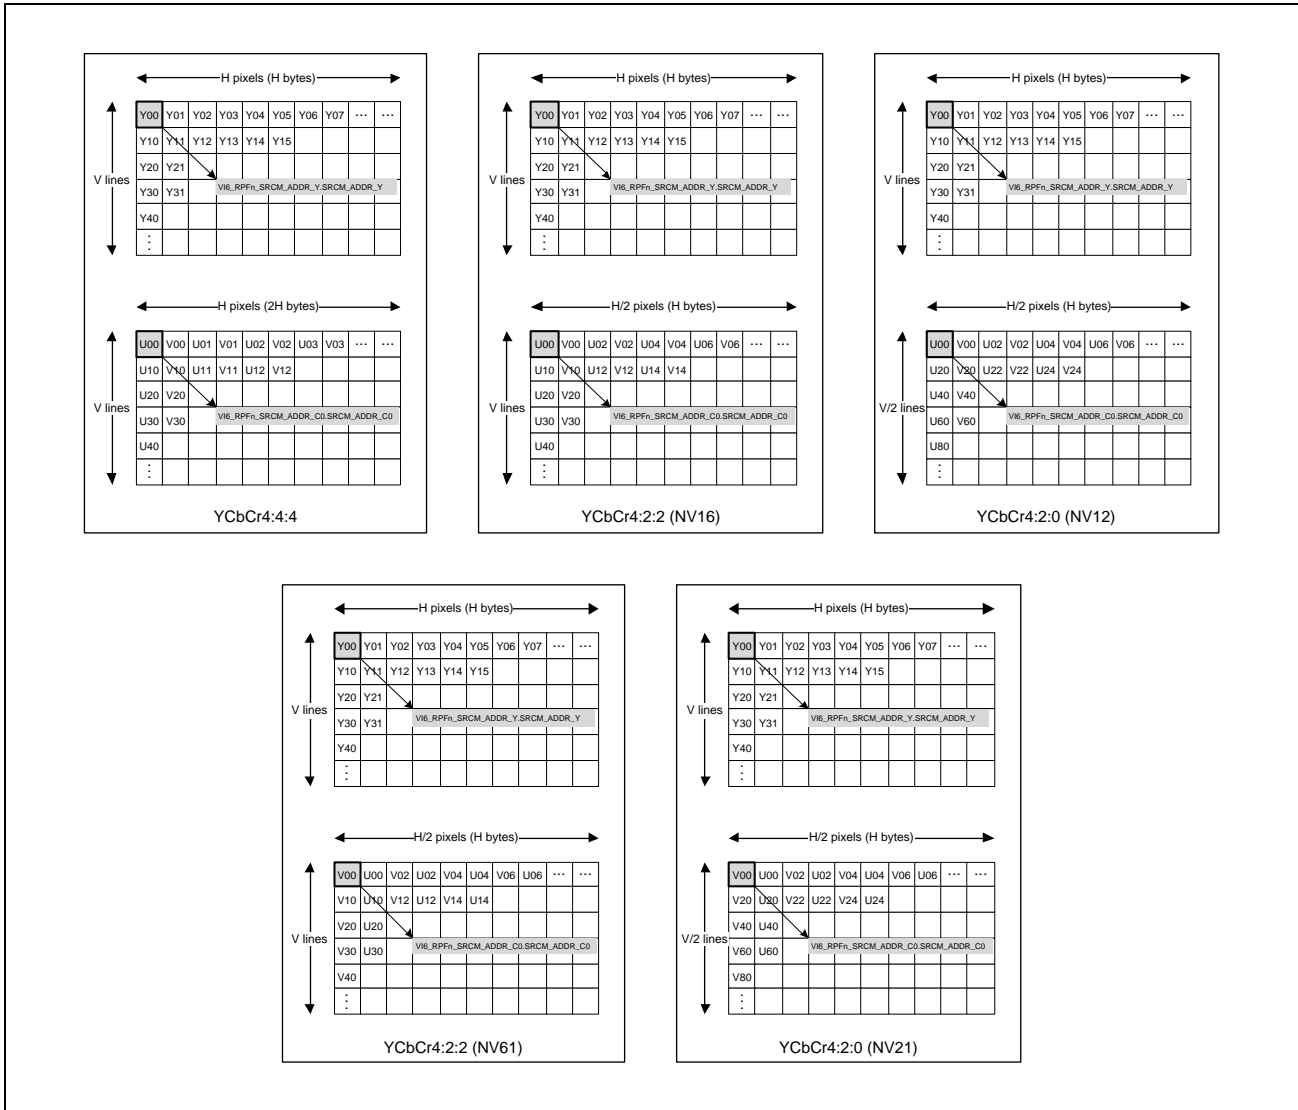 H pixels (H bytes)
V lines
Y00 Y01 Y02 Y03 Y04 Y05 Y06 Y07 ... ...
Y10 Y11 Y12 Y13 Y14 Y15
Y20 Y21
VI6_RPFn_SRCM_ADDR_Y.SRCM_ADDR_Y
Y30 Y31
Y40
⋮
H pixels (2H bytes)
V lines
U00 V00 U01 V01 U02 V02 U03 V03 ... ...
U10 V10 U11 V11 U12 V12
U20 V20
VI6_RPFn_SRCM_ADDR_C0.SRCM_ADDR_C0
U30 V30
U40
⋮
YCbCr4:4:4
H pixels (H bytes)
V lines
Y00 Y01 Y02 Y03 Y04 Y05 Y06 Y07 ... ...
Y10 Y11 Y12 Y13 Y14 Y15
Y20 Y21
VI6_RPFn_SRCM_ADDR_Y.SRCM_ADDR_Y
Y30 Y31
Y40
⋮
H/2 pixels (H bytes)
V lines
U00 V00 U02 V02 U04 V04 U06 V06 ... ...
U10 V10 U12 V12 U14 V14
U20 V20
VI6_RPFn_SRCM_ADDR_C0.SRCM_ADDR_C0
U30 V30
U40
⋮
YCbCr4:2:2 (NV16)
H pixels (H bytes)
V lines
Y00 Y01 Y02 Y03 Y04 Y05 Y06 Y07 ... ...
Y10 Y11 Y12 Y13 Y14 Y15
Y20 Y21
VI6_RPFn_SRCM_ADDR_Y.SRCM_ADDR_Y
Y30 Y31
Y40
⋮
H/2 pixels (H bytes)
V/2 lines
U00 V00 U02 V02 U04 V04 U06 V06 ... ...
U20 V20 U22 V22 U24 V24
U40 V40
VI6_RPFn_SRCM_ADDR_C0.SRCM_ADDR_C0
U60 V60
U80
⋮
YCbCr4:2:0 (NV12)
H pixels (H bytes)
V lines
Y00 Y01 Y02 Y03 Y04 Y05 Y06 Y07 ... ...
Y10 Y11 Y12 Y13 Y14 Y15
Y20 Y21
VI6_RPFn_SRCM_ADDR_Y.SRCM_ADDR_Y
Y30 Y31
Y40
⋮
H/2 pixels (H bytes)
V lines
V00 U00 V02 U02 V04 U04 V06 U06 ... ...
V10 U10 V12 U12 V14 U14
V20 U20
VI6_RPFn_SRCM_ADDR_C0.SRCM_ADDR_C0
V30 U30
V40
⋮
YCbCr4:2:2 (NV61)
H pixels (H bytes)
V lines
Y00 Y01 Y02 Y03 Y04 Y05 Y06 Y07 ... ...
Y10 Y11 Y12 Y13 Y14 Y15
Y20 Y21
VI6_RPFn_SRCM_ADDR_Y.SRCM_ADDR_Y
Y30 Y31
Y40
⋮
H/2 pixels (H bytes)
V/2 lines
V00 U00 V02 U02 V04 U04 V06 U06 ... ...
V20 U20 V22 U22 V24 U24
V40 U40
VI6_RPFn_SRCM_ADDR_C0.SRCM_ADDR_C0
V60 U60
V80
⋮
YCbCr4:2:0 (NV21)